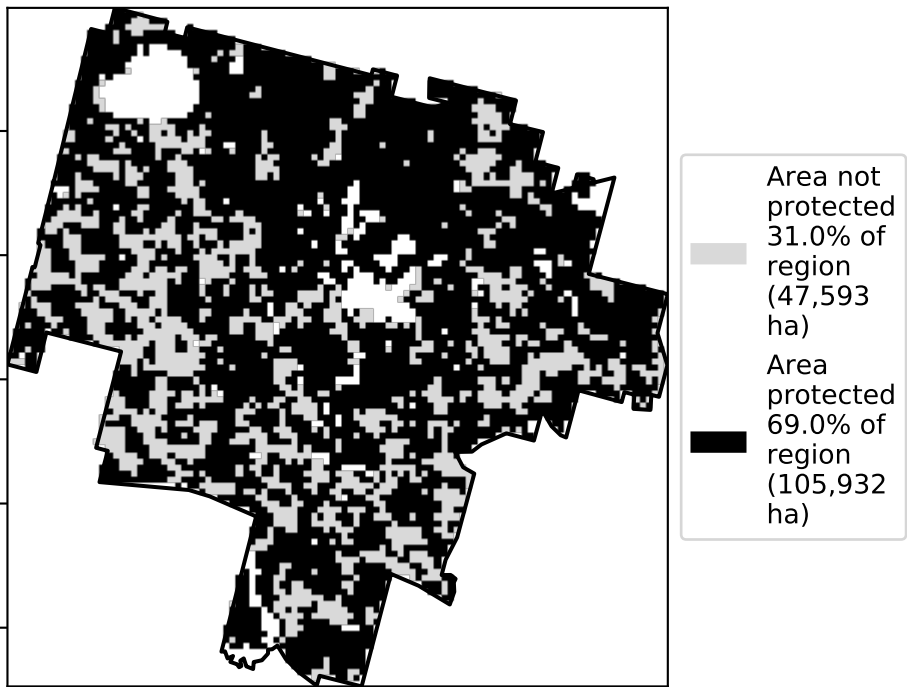 Area not
protected
31.0% of
region
(47,593
ha)
Area
protected
69.0% of
region
(105,932
ha)